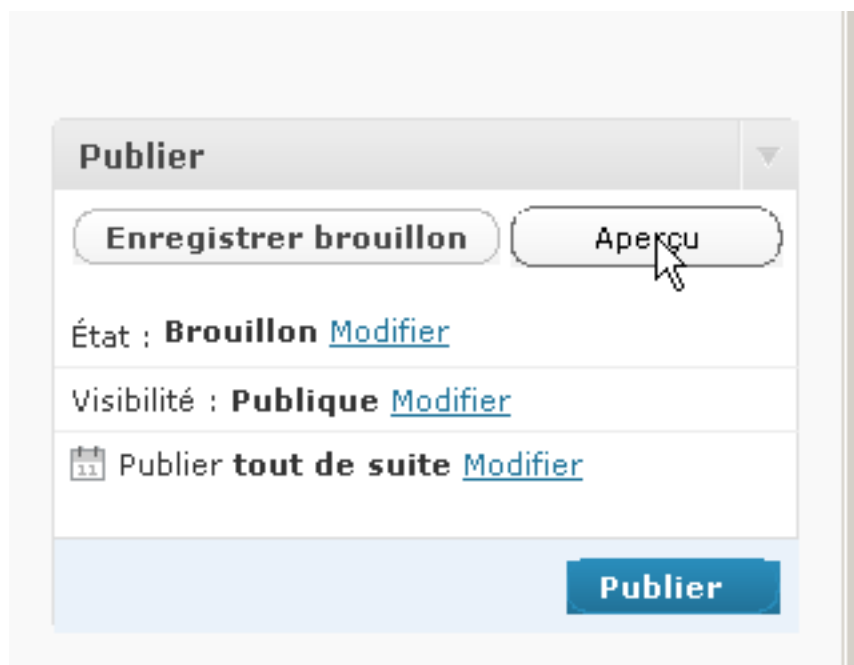 Publier
Enregistrer brouillon Aperçu
État : Brouillon Modifier
Visibilité : Publique Modifier
11 Publier tout de suite Modifier
Publier